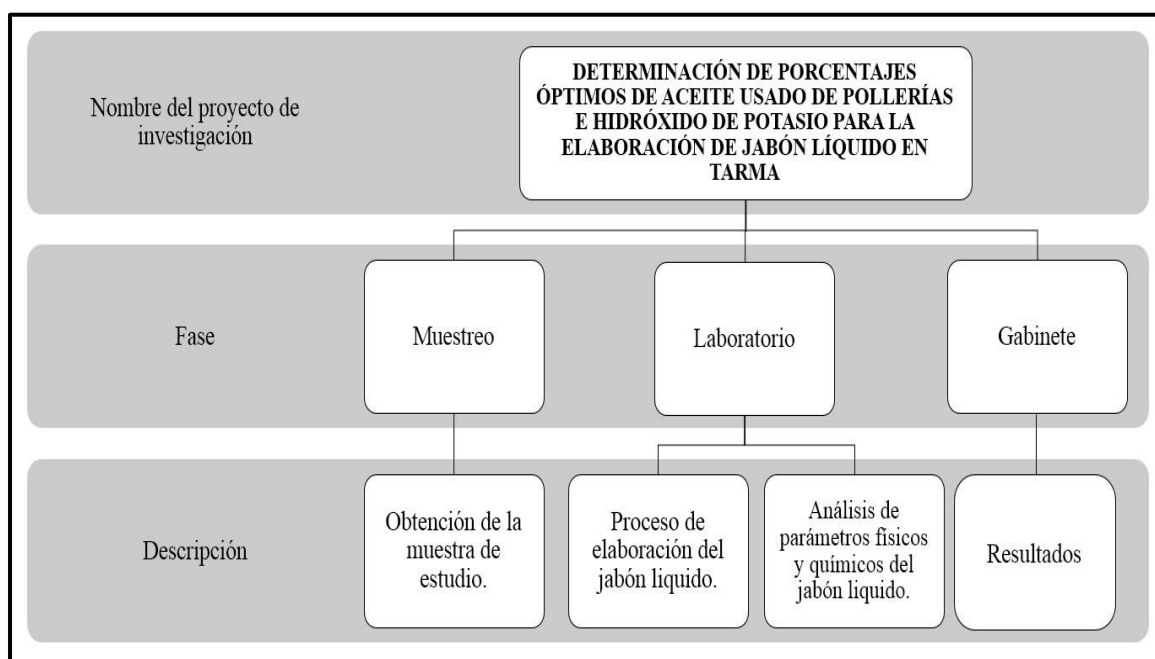 Nombre del proyecto de
investigación
DETERMINACIÓN DE PORCENTAJES
ÓPTIMOS DE ACEITE USADO DE POLLERÍAS
E HIDRÓXIDO DE POTASIO PARA LA
ELABORACIÓN DE JABÓN LÍQUIDO EN
TARMA
Fase
Muestreo
Laboratorio
Gabinete
Descripción
Obtención de la
muestra de
estudio.
Proceso de
elaboración del
jabón liquido.
Análisis de
parámetros físicos
y químicos del
jabón liquido.
Resultados